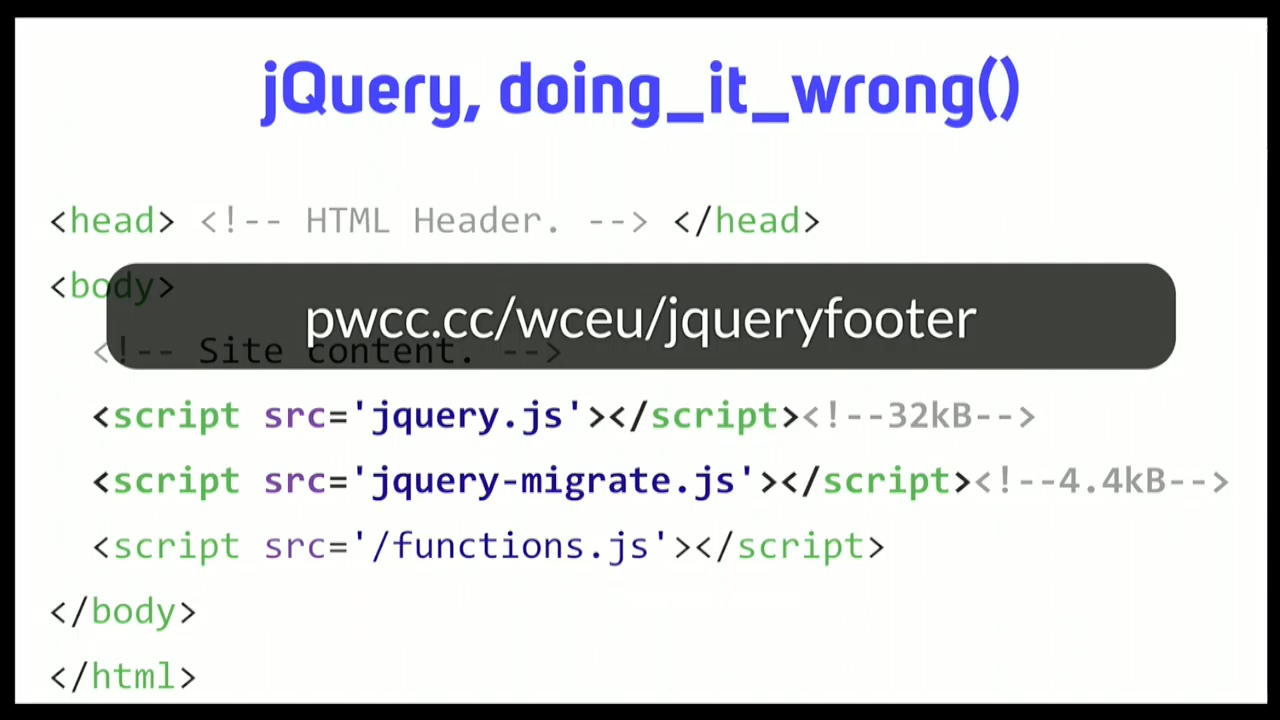 jQuery, doing_it_wrong()
<head> <!-- HTML Header. --> </head>
<body>
pwcc.cc/wceu/jqueryfooter
<!-- Site content. -->
<script src='jquery.js'></script><!--32kB-->
<script src='jquery-migrate.js'></script><!--4.4kB-->
<script src='/functions.js'></script>
</body>
</html>